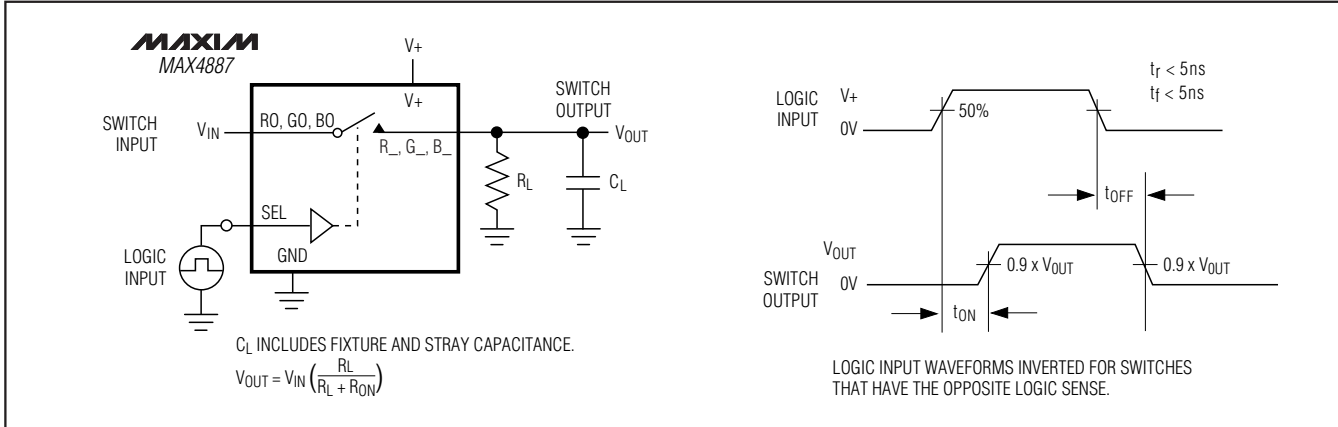 MAXIM
MAX4887
V+
V+
SWITCH
INPUT
VIN
RO, GO, BO
R_, G_, B_
SWITCH
OUTPUT
VOUT
RL
CL
SEL
LOGIC
INPUT
GND
CL INCLUDES FIXTURE AND STRAY CAPACITANCE.
VOUT = VIN (RL / RL + RON)
tr < 5ns
tf < 5ns
LOGIC
INPUT
V+
0V
50%
tOFF
VOUT
SWITCH
OUTPUT
0V
0.9 x VOUT
0.9 x VOUT
tON
LOGIC INPUT WAVEFORMS INVERTED FOR SWITCHES
THAT HAVE THE OPPOSITE LOGIC SENSE.